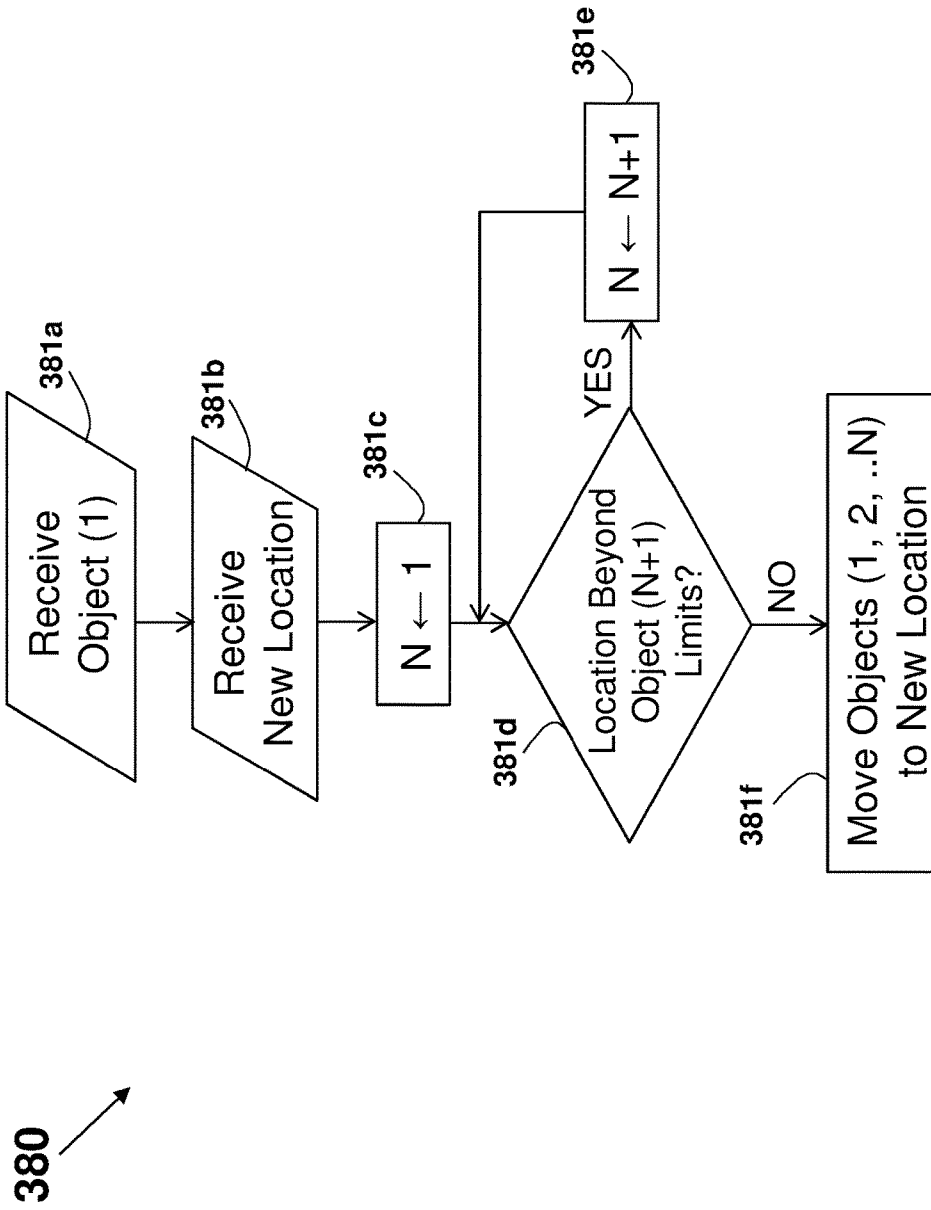 380
Receive
Object (1)
381a
Receive
New Location
381b
N ← 1
381c
Location Beyond
Object (N+1)
Limits?
381d
YES
N ← N+1
381e
NO
Move Objects (1, 2, ..N)
to New Location
381f